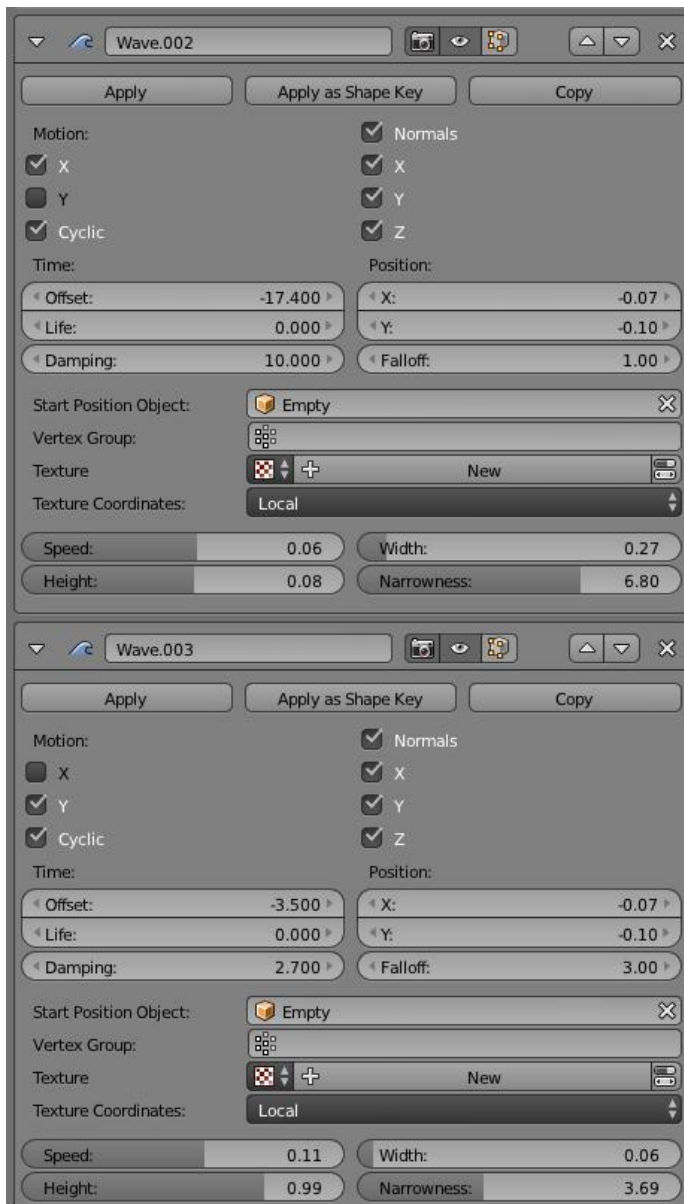 Wave.002
Apply Apply as Shape Key Copy
Motion: Normals
X X
Y Y
Cyclic Z
Time: Position:
Offset: -17.400 X: -0.07
Life: 0.000 Y: -0.10
Damping: 10.000 Falloff: 1.00
Start Position Object: Empty
Vertex Group:
Texture New
Texture Coordinates: Local
Speed: 0.06 Width: 0.27
Height: 0.08 Narrowness: 6.80
Wave.003
Apply Apply as Shape Key Copy
Motion: Normals
X X
Y Y
Cyclic Z
Time: Position:
Offset: -3.500 X: -0.07
Life: 0.000 Y: -0.10
Damping: 2.700 Falloff: 3.00
Start Position Object: Empty
Vertex Group:
Texture New
Texture Coordinates: Local
Speed: 0.11 Width: 0.06
Height: 0.99 Narrowness: 3.69